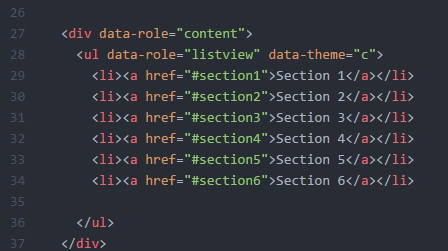 26
27 <div data-role="content">
28 <ul data-role="listview" data-theme="c">
29 <li><a href="#section1">Section 1</a></li>
30 <li><a href="#section2">Section 2</a></li>
31 <li><a href="#section3">Section 3</a></li>
32 <li><a href="#section4">Section 4</a></li>
33 <li><a href="#section5">Section 5</a></li>
34 <li><a href="#section6">Section 6</a></li>
35
36 </ul>
37 </div>